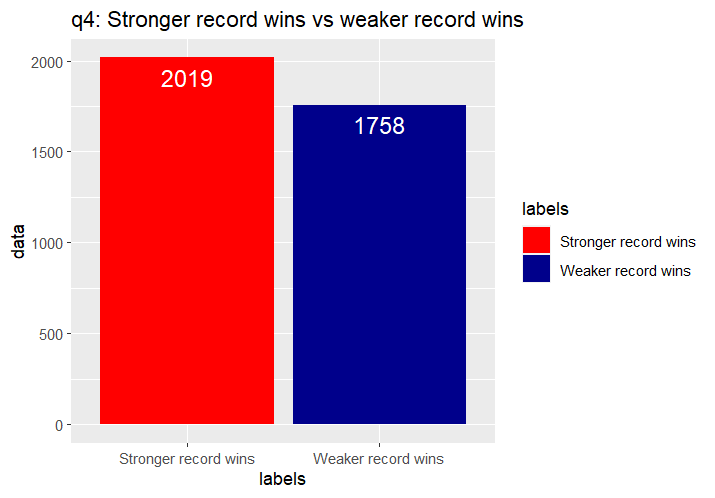 q4: Stronger record wins vs weaker record wins
2000
1500
1000
500
0
data
2019
1758
Stronger record wins
Weaker record wins
labels
labels
Stronger record wins
Weaker record wins